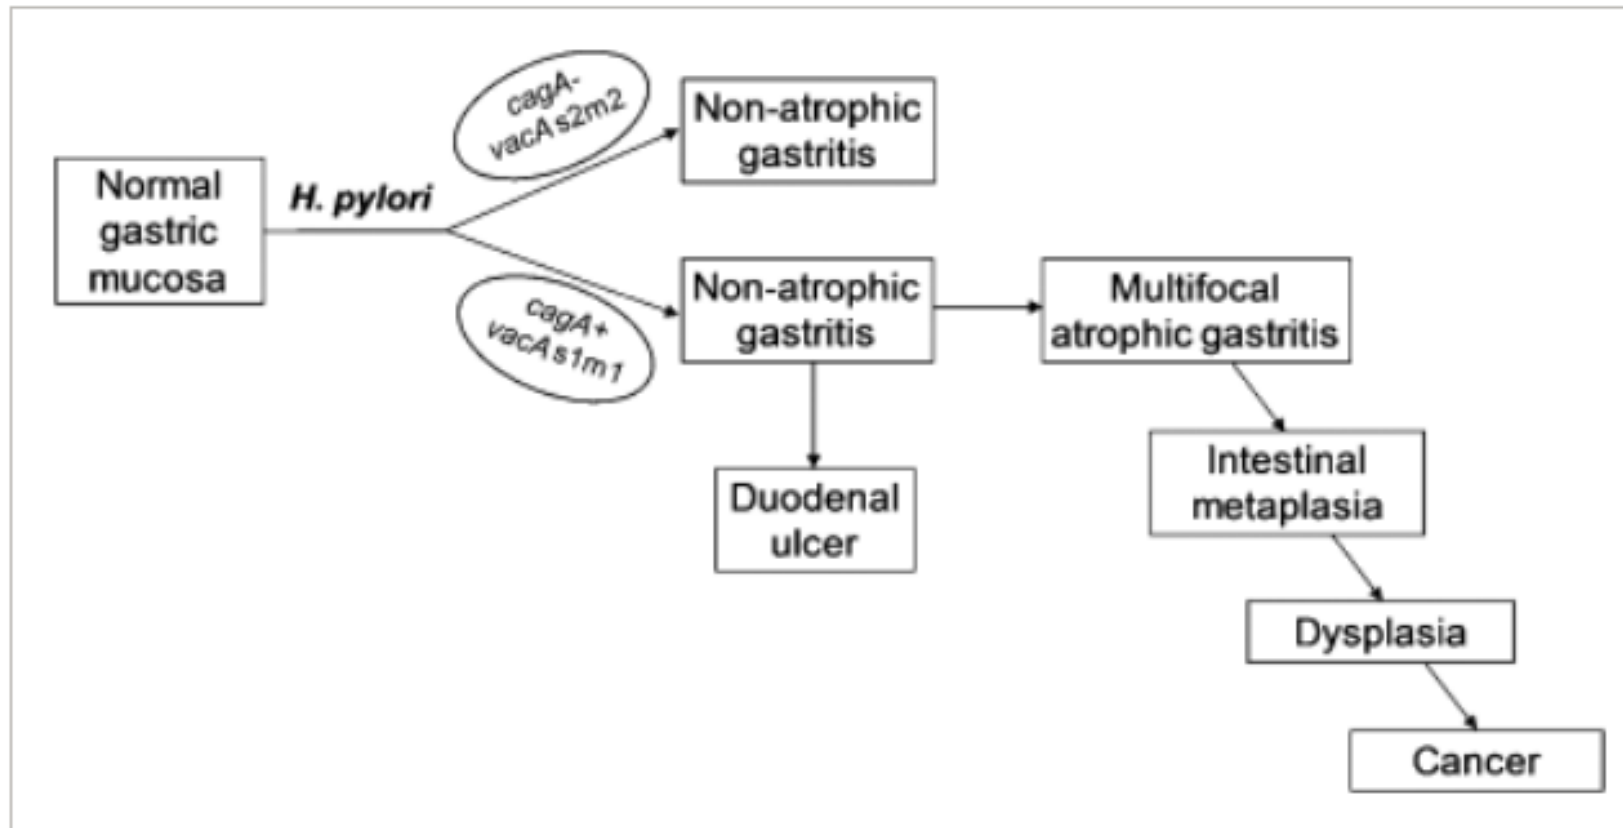 cagA-
vacA s2m2
Non-atrophic
gastritis
Normal
gastric
mucosa
H. pylori
cagA+
vacA s1m1
Non-atrophic
gastritis
Multifocal
atrophic gastritis
Duodenal
ulcer
Intestinal
metaplasia
Dysplasia
Cancer